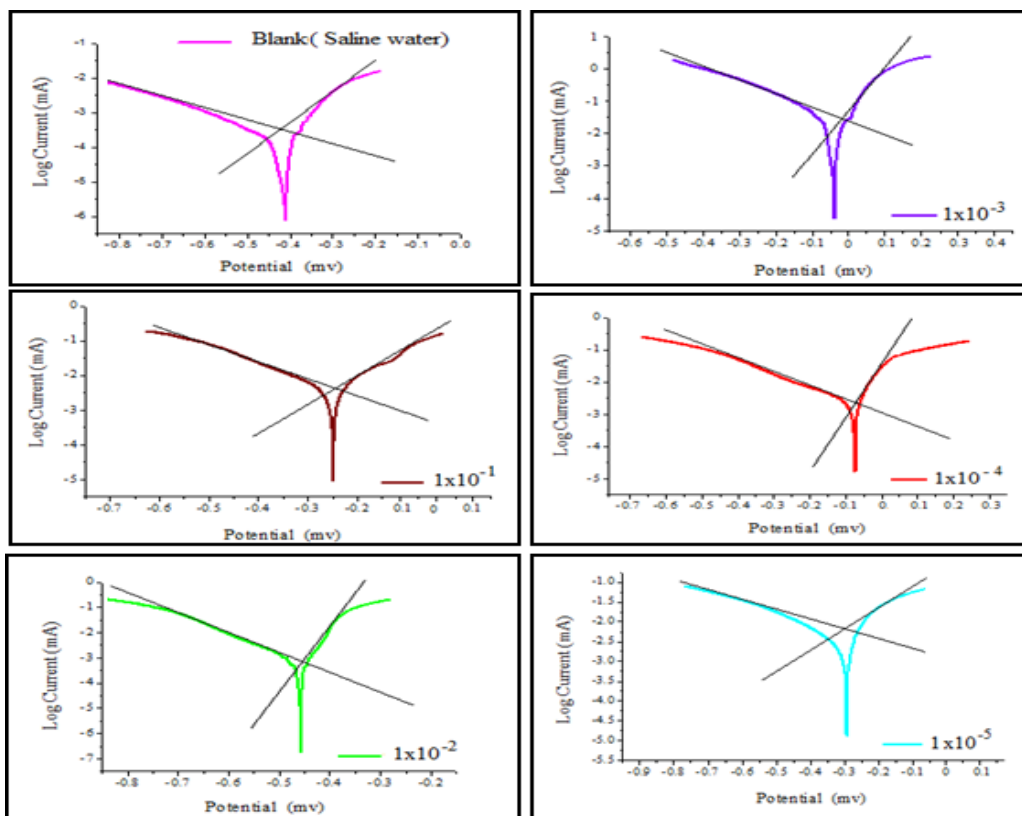 Blank:( Saline water)
Log Current (mA)
-1
-2
-3
-4
-5
-6
-0.8 -0.7 -0.6 -0.5 -0.4 -0.3 -0.2 -0.1 0.0
Potential (mv)
Log Current (mA)
1
0
-1
-2
-3
-4
-5
1x10⁻³
-0.6 -0.5 -0.4 -0.3 -0.2 -0.1 0 0.1 0.2 0.3 0.4
Potential (mv)
Log Current (mA)
0
-1
-2
-3
-4
-5
1x10⁻¹
-0.7 -0.6 -0.5 -0.4 -0.3 -0.2 -0.1 0 0.1
Potential (mv)
Log Current (mA)
0
-1
-2
-3
-4
-5
1x10⁻⁴
-0.7 -0.6 -0.5 -0.4 -0.3 -0.2 -0.1 0 0.1 0.2 0.3
Potential (mv)
Log Current (mA)
0
-1
-2
-3
-4
-5
-6
-7
1x10⁻²
-0.8 -0.7 -0.6 -0.5 -0.4 -0.3 -0.2
Potential (mv)
Log Current (mA)
-1.0
-1.5
-2.0
-2.5
-3.0
-3.5
-4.0
-4.5
-5.0
-5.5
1x10⁻⁵
-0.9 -0.8 -0.7 -0.6 -0.5 -0.4 -0.3 -0.2 -0.1 0 0.1
Potential (mv)